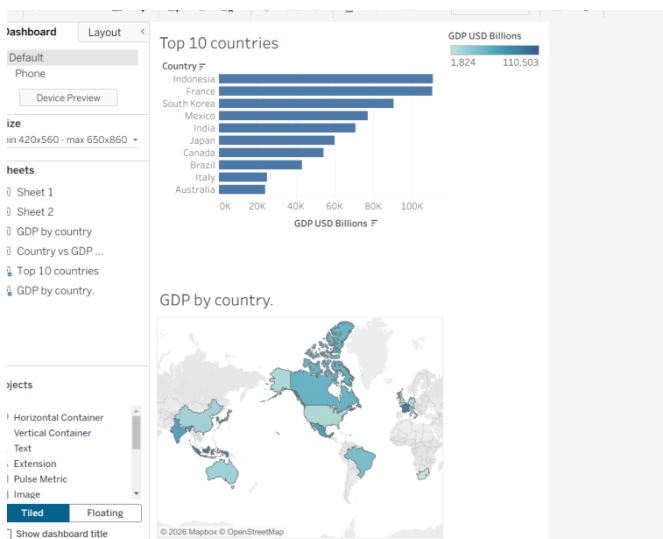 Dashboard Layout
Default
Phone
Device Preview
Size
min 420x560 - max 650x860
Sheets
Sheet 1
Sheet 2
GDP by country
Country vs GDP ...
Top 10 countries
GDP by country.
Objects
Horizontal Container
Vertical Container
Text
Extension
Pulse Metric
Image
Tiled Floating
Show dashboard title
Top 10 countries
Country
Indonesia
France
South Korea
Mexico
India
Japan
Canada
Brazil
Italy
Australia
0K 20K 40K 60K 80K 100K
GDP USD Billions
GDP USD Billions
1,824 110,503
GDP by country.
© 2026 Mapbox © OpenStreetMap